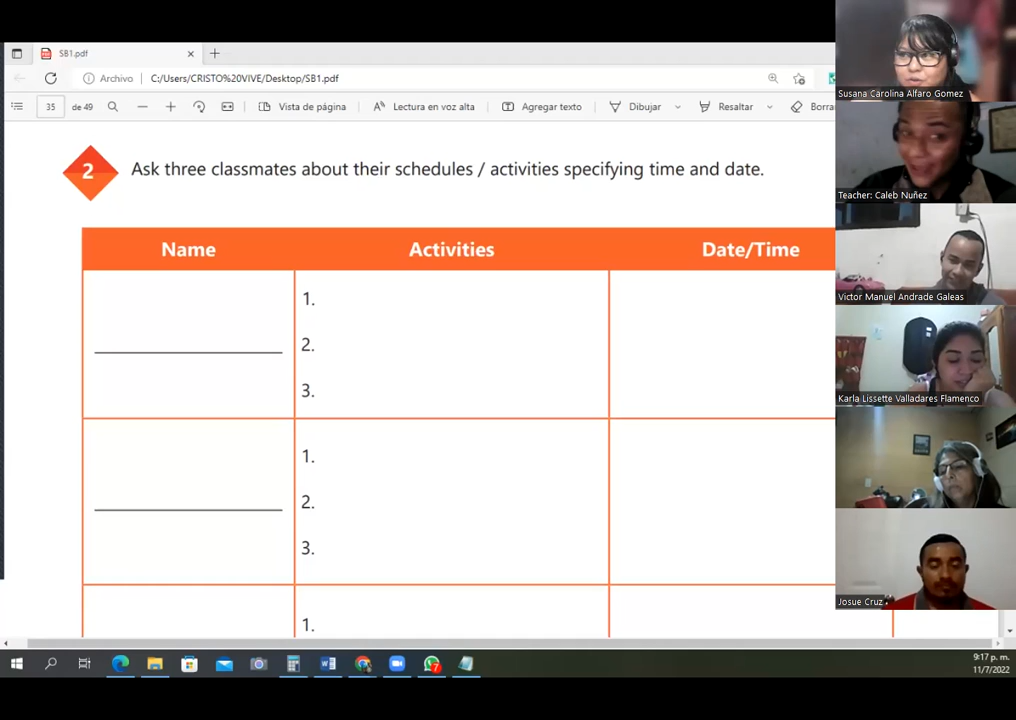 SB1.pdf
Archivo C:/Users/CRISTO%20VIVE/Desktop/SB1.pdf
35 de 49 Vista de página Lectura en voz alta Agregar texto Dibujar Resaltar Borra
2 Ask three classmates about their schedules / activities specifying time and date.
Name Activities Date/Time
1.
2.
3.
1.
2.
3.
1.
Susana Carolina Alfaro Gomez
Teacher: Caleb Nuñez
Victor Manuel Andrade Galeas
Karla Lissette Valladares Flamenco
Josue Cruz
7
9:17 p. m.
11/7/2022